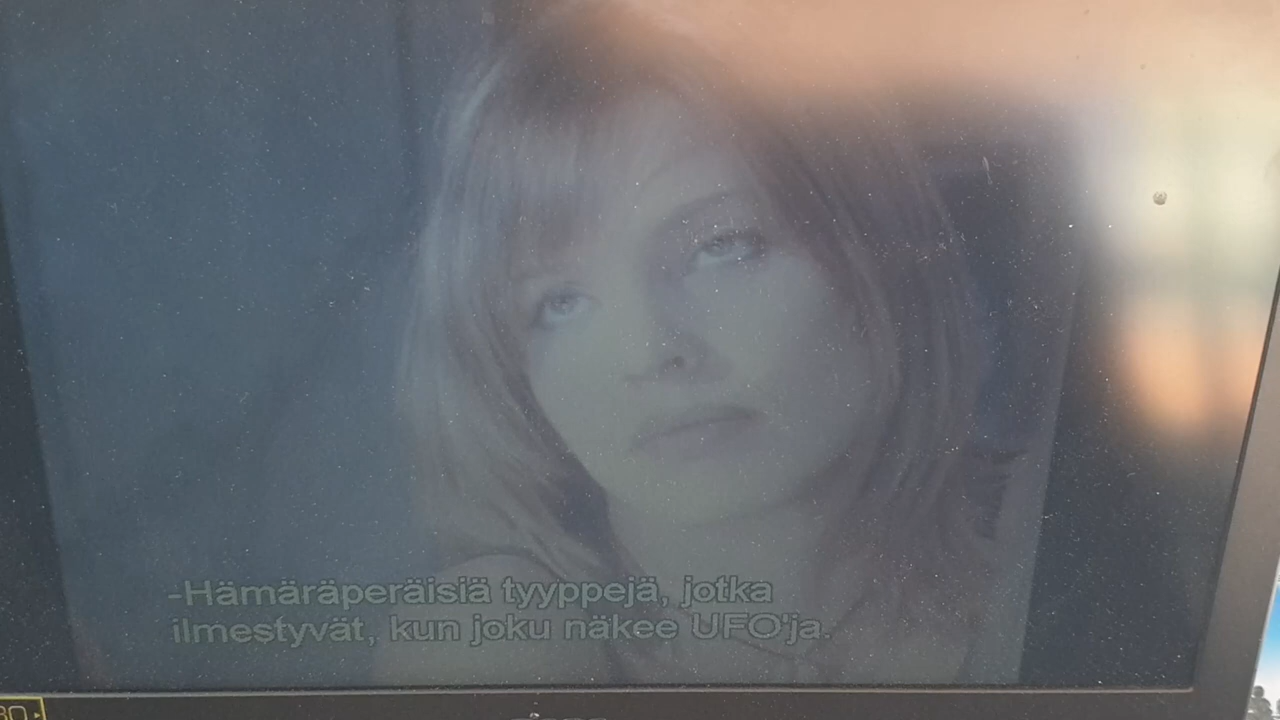 -Hämäräperäisiä tyyppejä, jotka
ilmestyvät, kun joku näkee UFO'ja.